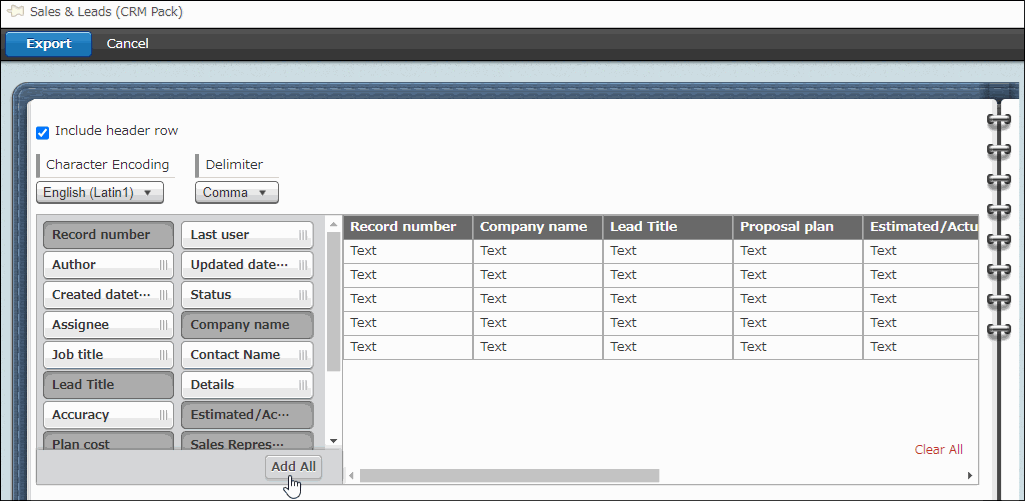 Sales & Leads (CRM Pack)
Export Cancel
Include header row
Character Encoding Delimiter
English (Latin1) Comma
Record number Last user
Author Updated date···
Created datet··· Status
Assignee Company name
Job title Contact Name
Lead Title Details
Accuracy Estimated/Ac···
Plan cost Sales Repres···
Add All
Record number Company name Lead Title Proposal plan Estimated/Actu
Text Text Text Text Text
Text Text Text Text Text
Text Text Text Text Text
Text Text Text Text Text
Text Text Text Text Text
Clear All